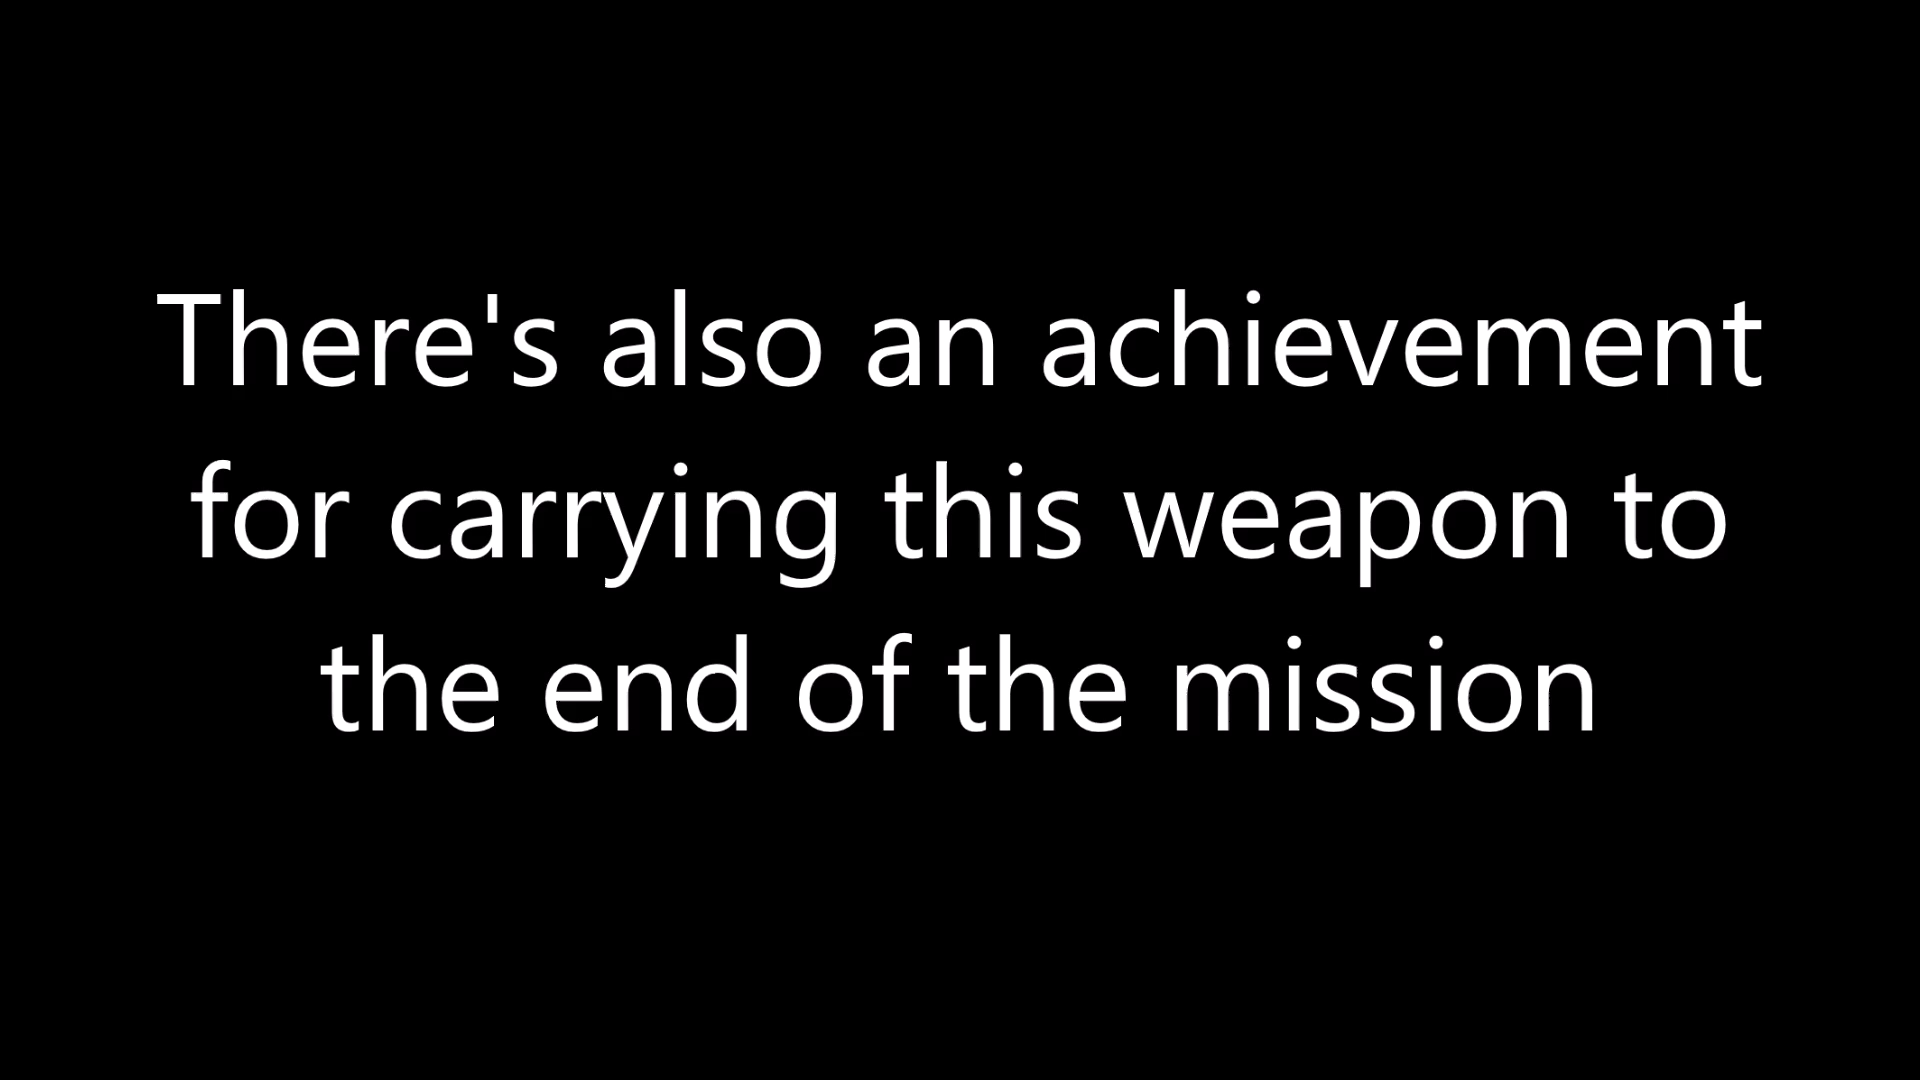 There's also an achievement
for carrying this weapon to
the end of the mission